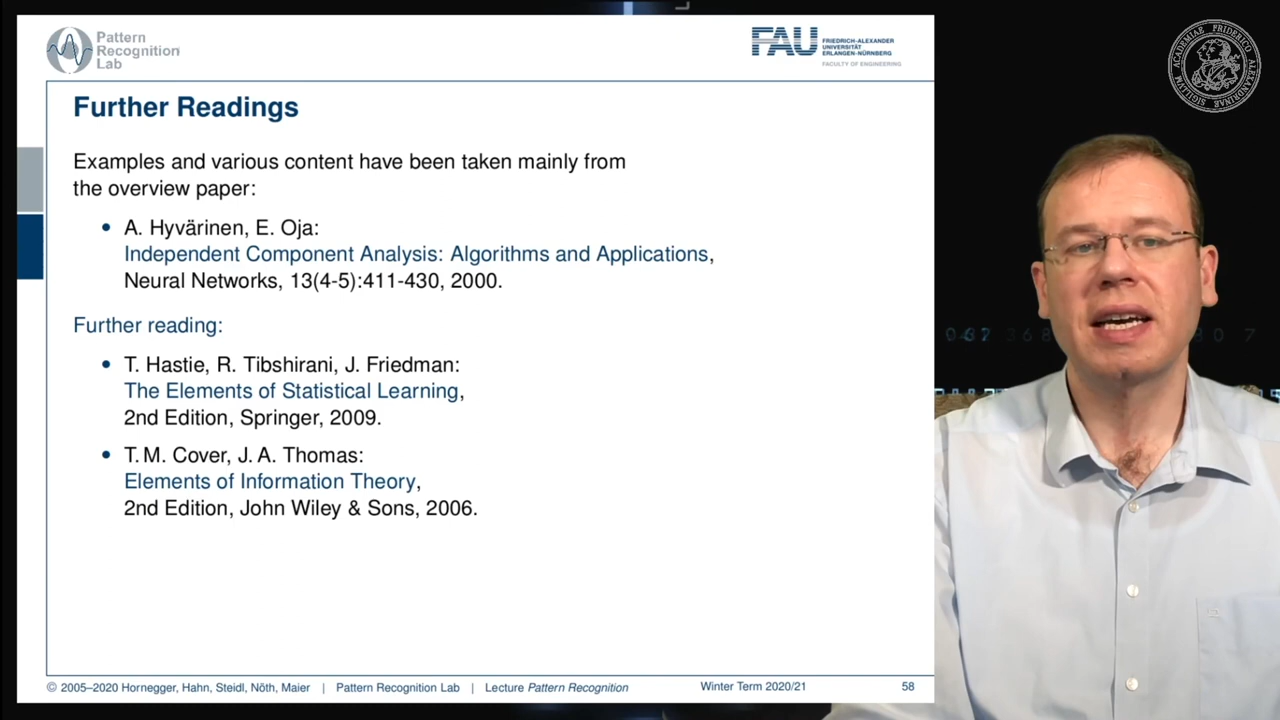 Pattern
Recognition
Lab
FAU
FRIEDRICH-ALEXANDER
UNIVERSITÄT
ERLANGEN-NÜRNBERG
FACULTY OF ENGINEERING
Further Readings
Examples and various content have been taken mainly from
the overview paper:
• A. Hyvärinen, E. Oja:
Independent Component Analysis: Algorithms and Applications,
Neural Networks, 13(4-5):411-430, 2000.
Further reading:
• T. Hastie, R. Tibshirani, J. Friedman:
The Elements of Statistical Learning,
2nd Edition, Springer, 2009.
• T. M. Cover, J. A. Thomas:
Elements of Information Theory,
2nd Edition, John Wiley & Sons, 2006.
© 2005–2020 Hornegger, Hahn, Steidl, Nöth, Maier | Pattern Recognition Lab | Lecture Pattern Recognition Winter Term 2020/21 58